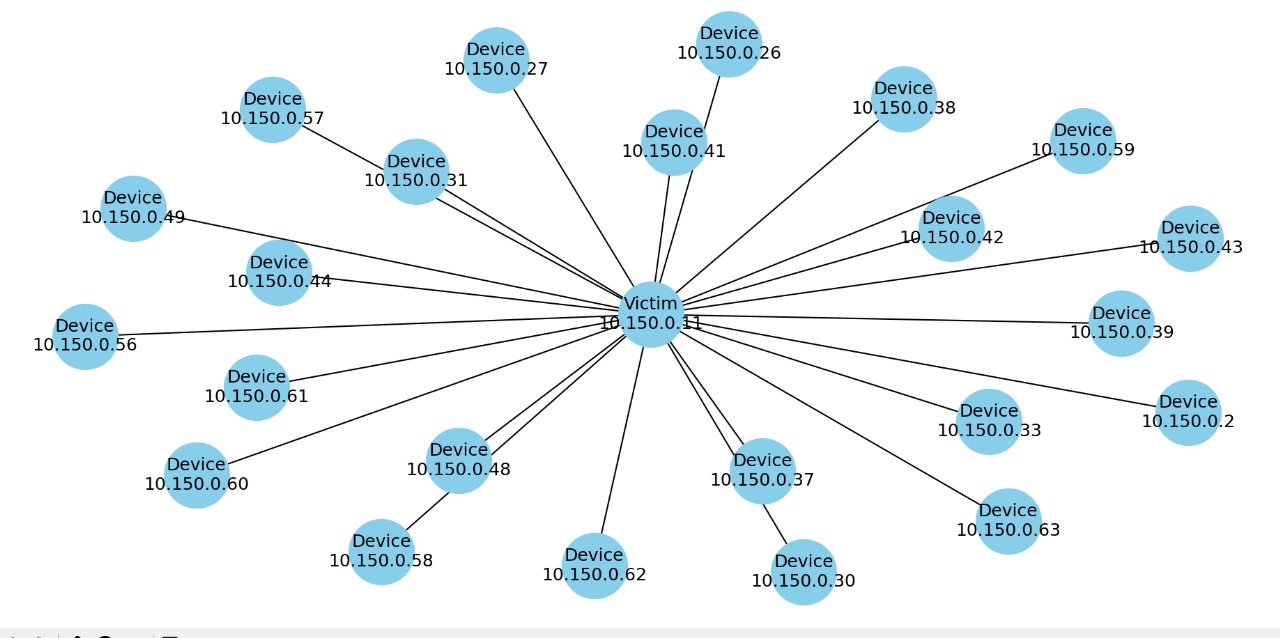 Device
10.150.0.26
Device
10.150.0.27
Device
10.150.0.38
Device
10.150.0.57
Device
10.150.0.41
Device
10.150.0.59
Device
10.150.0.31
Device
10.150.0.49
Device
10.150.0.42
Device
10.150.0.43
Device
10.150.0.44
Victim
10.150.0.11
Device
10.150.0.39
Device
10.150.0.56
Device
10.150.0.61
Device
10.150.0.2
Device
10.150.0.33
Device
10.150.0.48
Device
10.150.0.37
Device
10.150.0.60
Device
10.150.0.63
Device
10.150.0.58
Device
10.150.0.62
Device
10.150.0.30